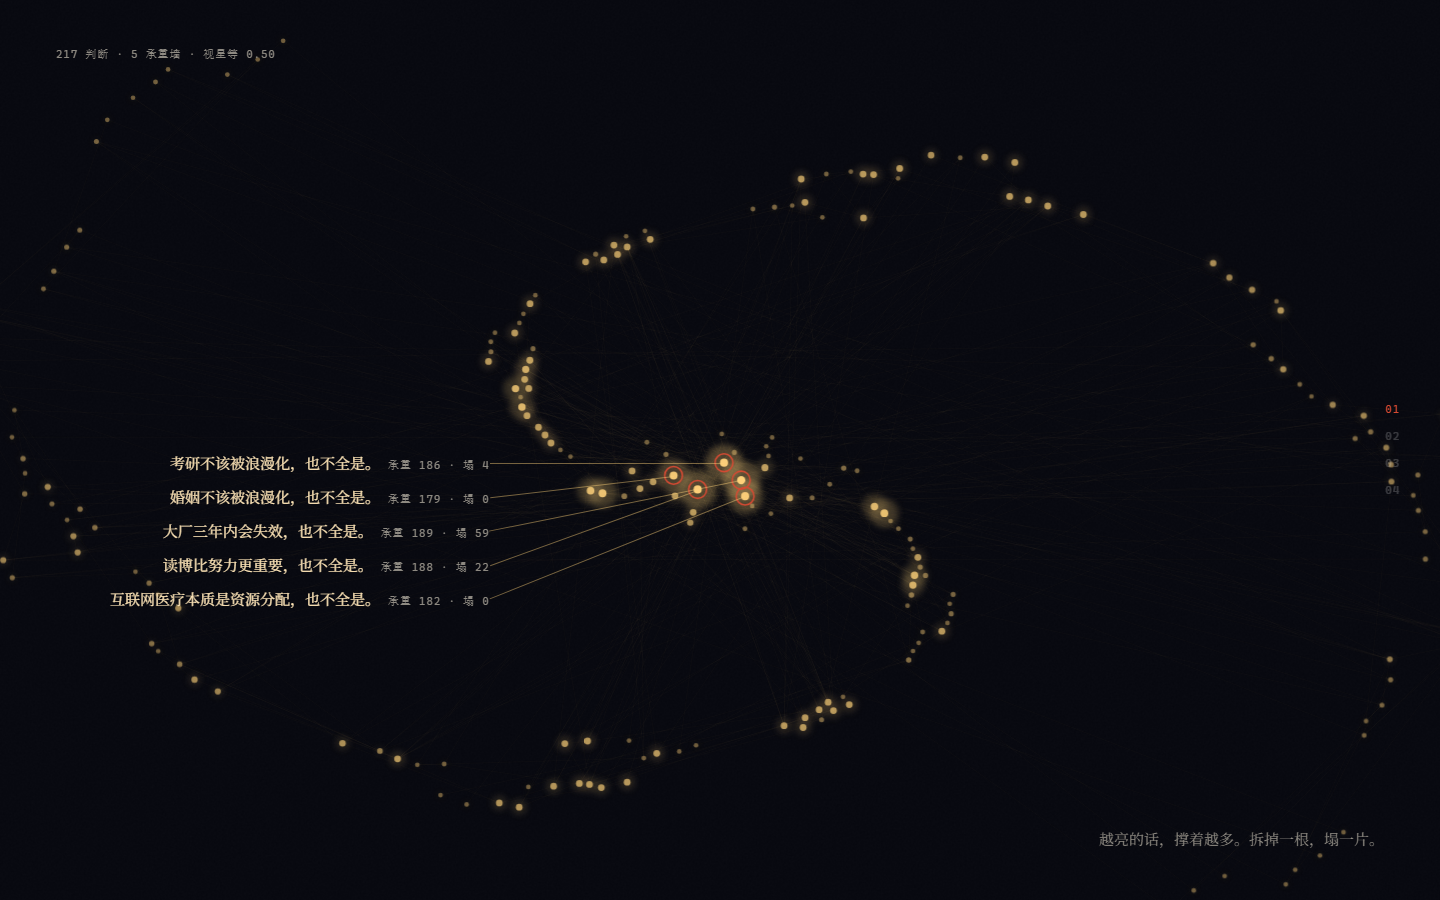 217 判断 · 5 承重墙 · 视星等 0.50
01
02
03
04
考研不该被浪漫化，也不全是。 承重 186 · 塌 4
婚姻不该被浪漫化，也不全是。 承重 179 · 塌 0
大厂三年内会失效，也不全是。 承重 189 · 塌 59
读博比努力更重要，也不全是。 承重 188 · 塌 22
互联网医疗本质是资源分配，也不全是。 承重 182 · 塌 0
越亮的话，撑着越多。拆掉一根，塌一片。